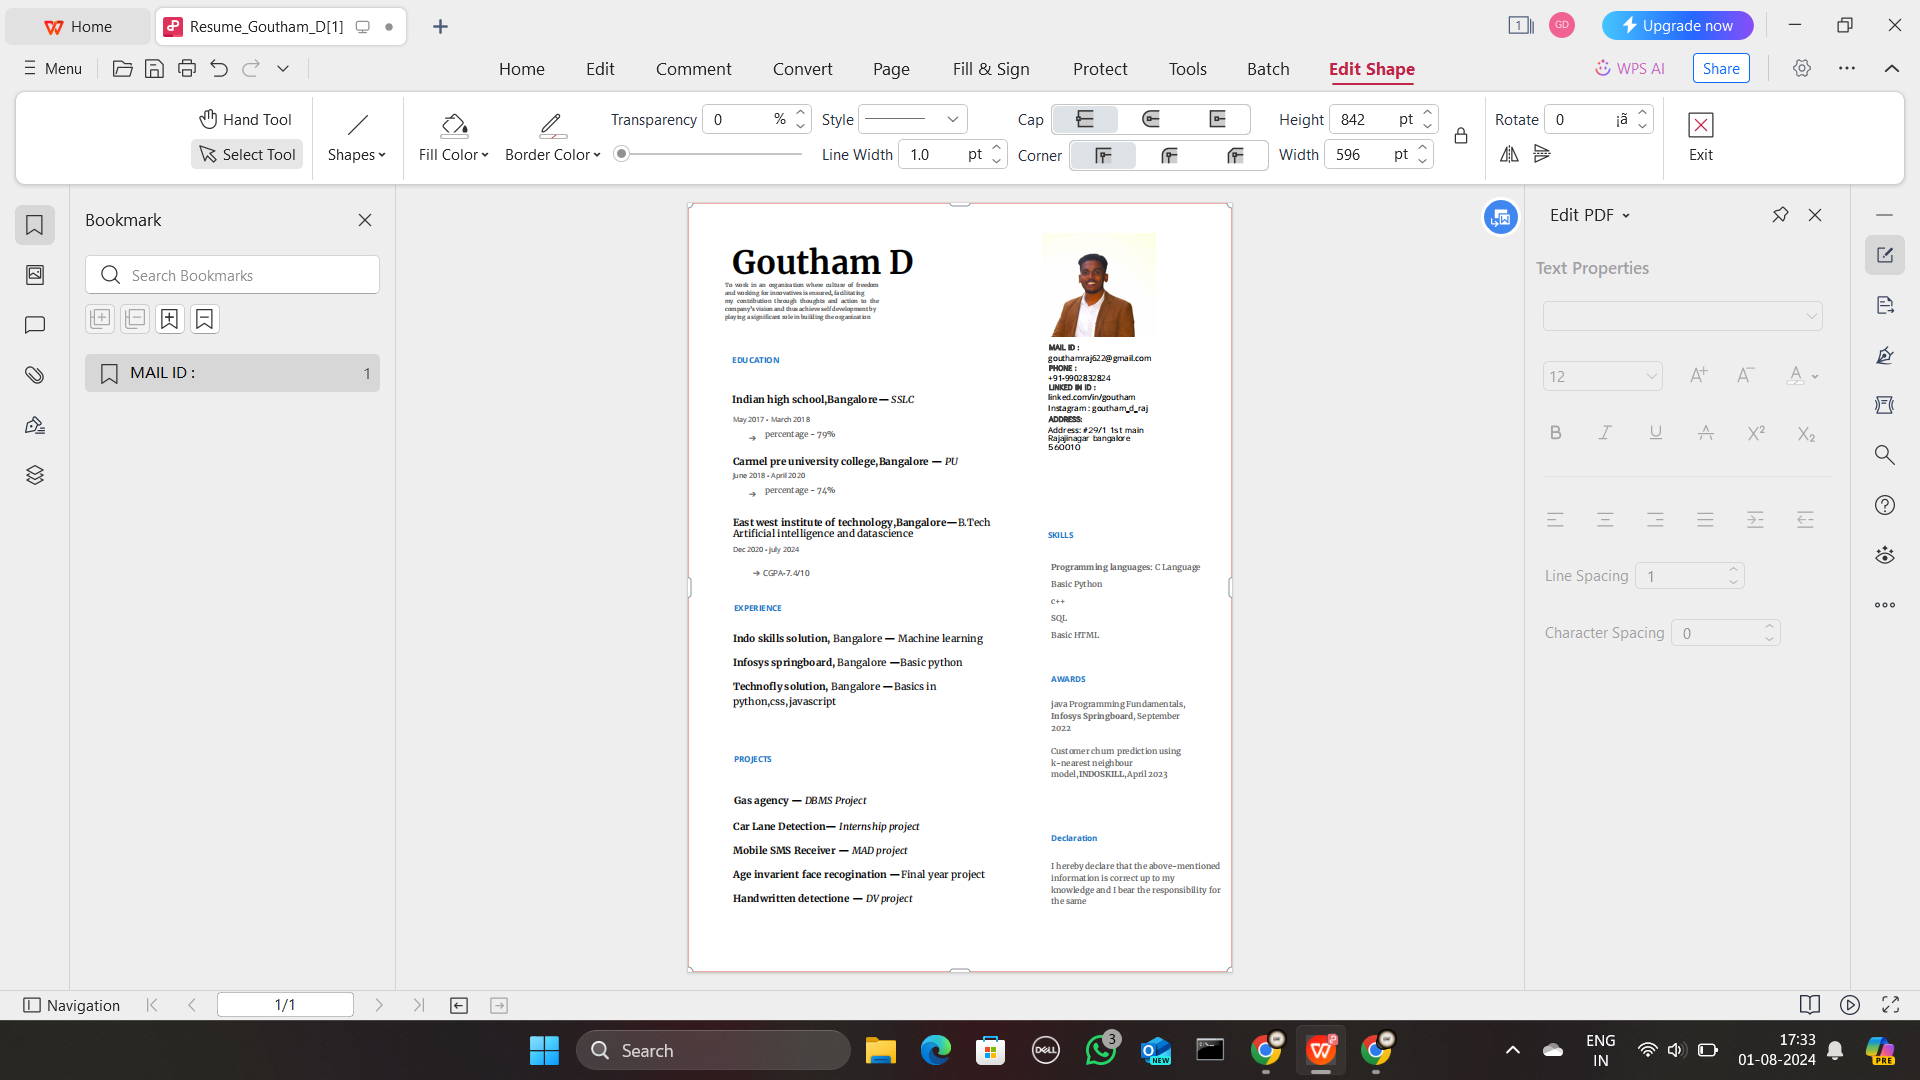 Home
Resume_Goutham_D[1]
1
GD
Upgrade now
Menu
Home
Edit
Comment
Convert
Page
Fill & Sign
Protect
Tools
Batch
Edit Shape
WPS AI
Share
Hand Tool
Select Tool
Shapes
Fill Color
Border Color
Transparency 0 %
Style
Line Width 1.0 pt
Cap
Corner
Height 842 pt
Width 596 pt
Rotate 0 ¡ã
Exit
Bookmark
Search Bookmarks
MAIL ID : 1
Goutham D
To work in an organization where culture of freedom
and working for innovatives is ensured, facilitating
my contribution through thoughts and action to the
company's vision and thus achieve self development by
playing a significant role in building the organization
EDUCATION
Indian high school,Bangalore— SSLC
May 2017 • March 2018
➔ percentage - 79%
Carmel pre university college,Bangalore — PU
June 2018 • April 2020
➔ percentage - 74%
East west institute of technology,Bangalore—B.Tech
Artificial intelligence and datascience
Dec 2020 • july 2024
➔ CGPA-7.4/10
EXPERIENCE
Indo skills solution, Bangalore — Machine learning
Infosys springboard, Bangalore —Basic python
Technofly solution, Bangalore —Basics in
python,css,javascript
PROJECTS
Gas agency — DBMS Project
Car Lane Detection— Internship project
Mobile SMS Receiver — MAD project
Age invarient face recogination —Final year project
Handwritten detectione — DV project
MAIL ID :
gouthamraj622@gmail.com
PHONE :
+91-9902832824
LINKED IN ID :
linked.com/in/goutham
Instagram : goutham_d_raj
ADDRESS:
Address: #29/1 1st main
Rajajinagar bangalore
560010
SKILLS
Programming languages: C Language
Basic Python
c++
SQL
Basic HTML
AWARDS
java Programming Fundamentals,
Infosys Springboard, September
2022
Customer churn prediction using
k-nearest neighbour
model,INDOSKILL,April 2023
Declaration
I hereby declare that the above-mentioned
information is correct up to my
knowledge and I bear the responsibility for
the same
Edit PDF
Text Properties
12
A+ A- A
B I U A X² X₂
Line Spacing 1
Character Spacing 0
Navigation
1/1
Search
DELL
3
NEW
ENG
IN
17:33
01-08-2024
PRE